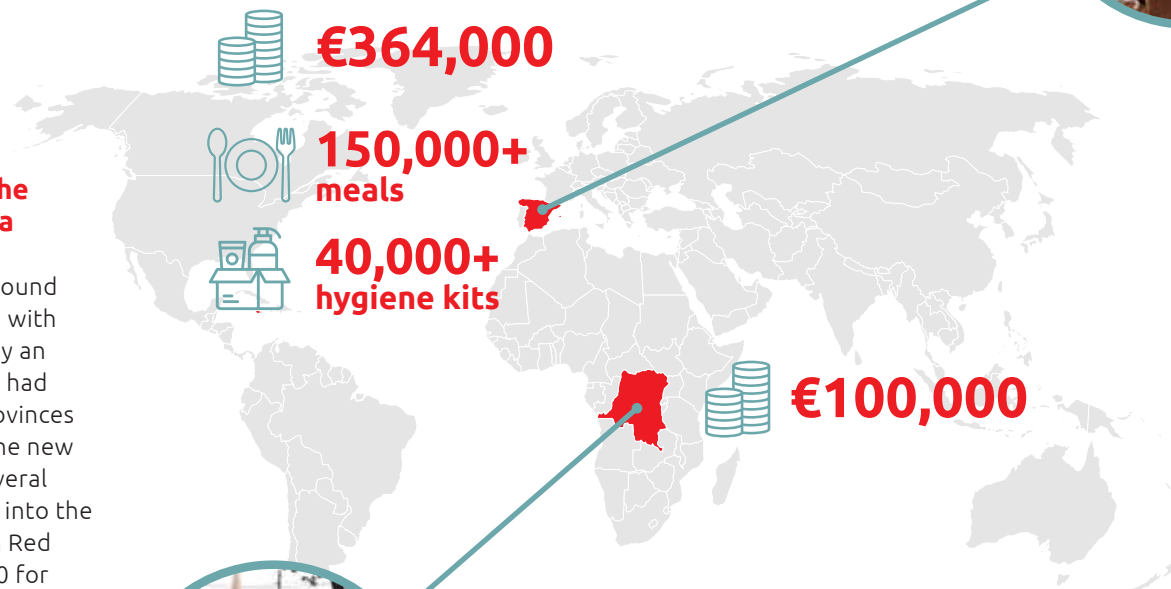 €364,000
150,000+
meals
40,000+
hygiene kits
€100,000
he
a
ound
with
y an
had
ovinces
he new
veral
into the
Red
0 for